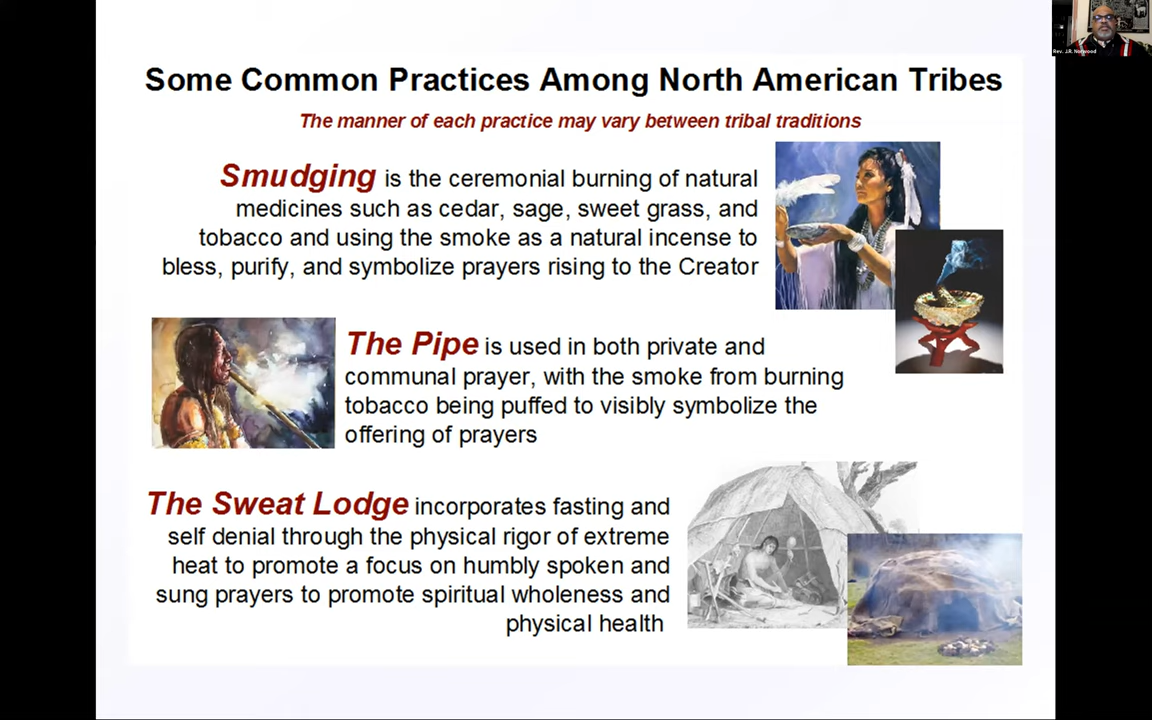 Some Common Practices Among North American Tribes
The manner of each practice may vary between tribal traditions
Smudging is the ceremonial burning of natural
medicines such as cedar, sage, sweet grass, and
tobacco and using the smoke as a natural incense to
bless, purify, and symbolize prayers rising to the Creator
The Pipe is used in both private and
communal prayer, with the smoke from burning
tobacco being puffed to visibly symbolize the
offering of prayers
The Sweat Lodge incorporates fasting and
self denial through the physical rigor of extreme
heat to promote a focus on humbly spoken and
sung prayers to promote spiritual wholeness and
physical health
Rev. J.R. Norwood